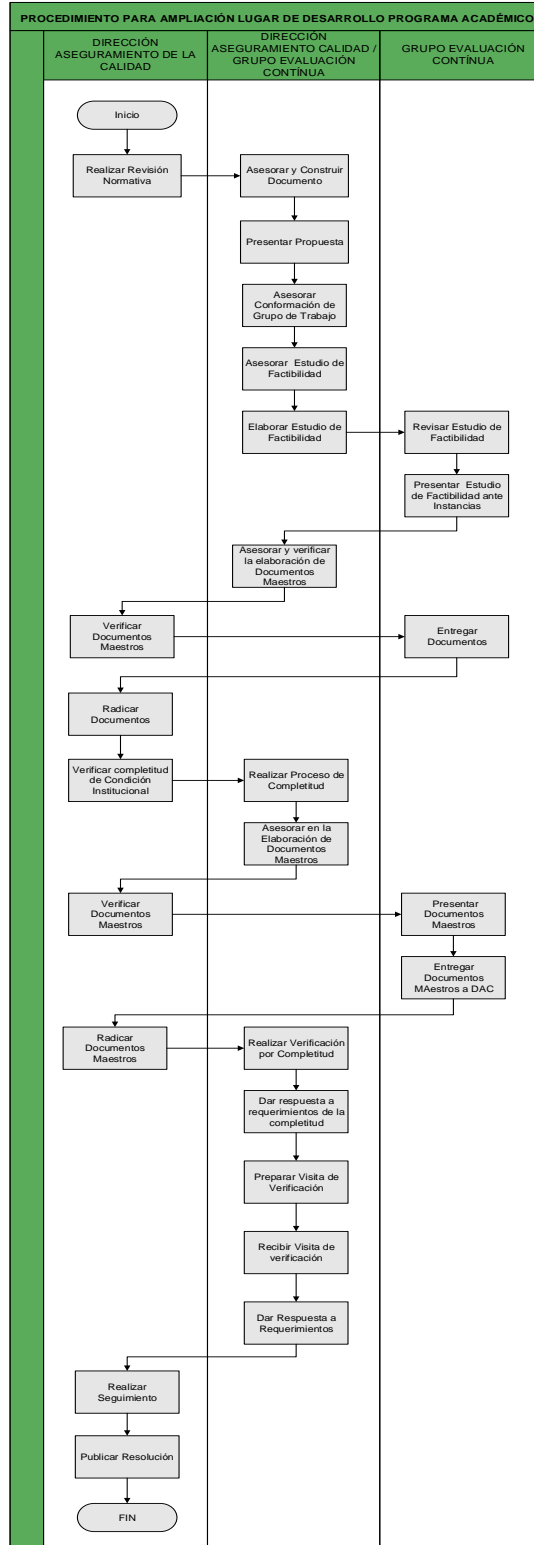 PROCEDIMIENTO PARA AMPLIACIÓN LUGAR DE DESARROLLO PROGRAMA ACADÉMICO
DIRECCIÓN
ASEGURAMIENTO DE LA
CALIDAD
DIRECCIÓN
ASEGURAMIENTO CALIDAD /
GRUPO EVALUACIÓN
CONTÍNUA
GRUPO EVALUACIÓN
CONTÍNUA
Inicio
Realizar Revisión
Normativa
Asesorar y Construir
Documento
Presentar Propuesta
Asesorar
Conformación de
Grupo de Trabajo
Asesorar Estudio de
Factibilidad
Elaborar Estudio de
Factibilidad
Revisar Estudio de
Factibilidad
Presentar Estudio
de Factibilidad ante
Instancias
Asesorar y verificar
la elaboración de
Documentos
Maestros
Verificar
Documentos
Maestros
Entregar
Documentos
Radicar
Documentos
Verificar completitud
de Condición
Institucional
Realizar Proceso de
Completitud
Asesorar en la
Elaboración de
Documentos
Maestros
Verificar
Documentos
Maestros
Presentar
Documentos
Maestros
Entregar
Documentos
MAestros a DAC
Radicar
Documentos
Maestros
Realizar Verificación
por Completitud
Dar respuesta a
requerimientos de la
completitud
Preparar Visita de
Verificación
Recibir Visita de
verificación
Dar Respuesta a
Requerimientos
Realizar
Seguimiento
Publicar Resolución
FIN